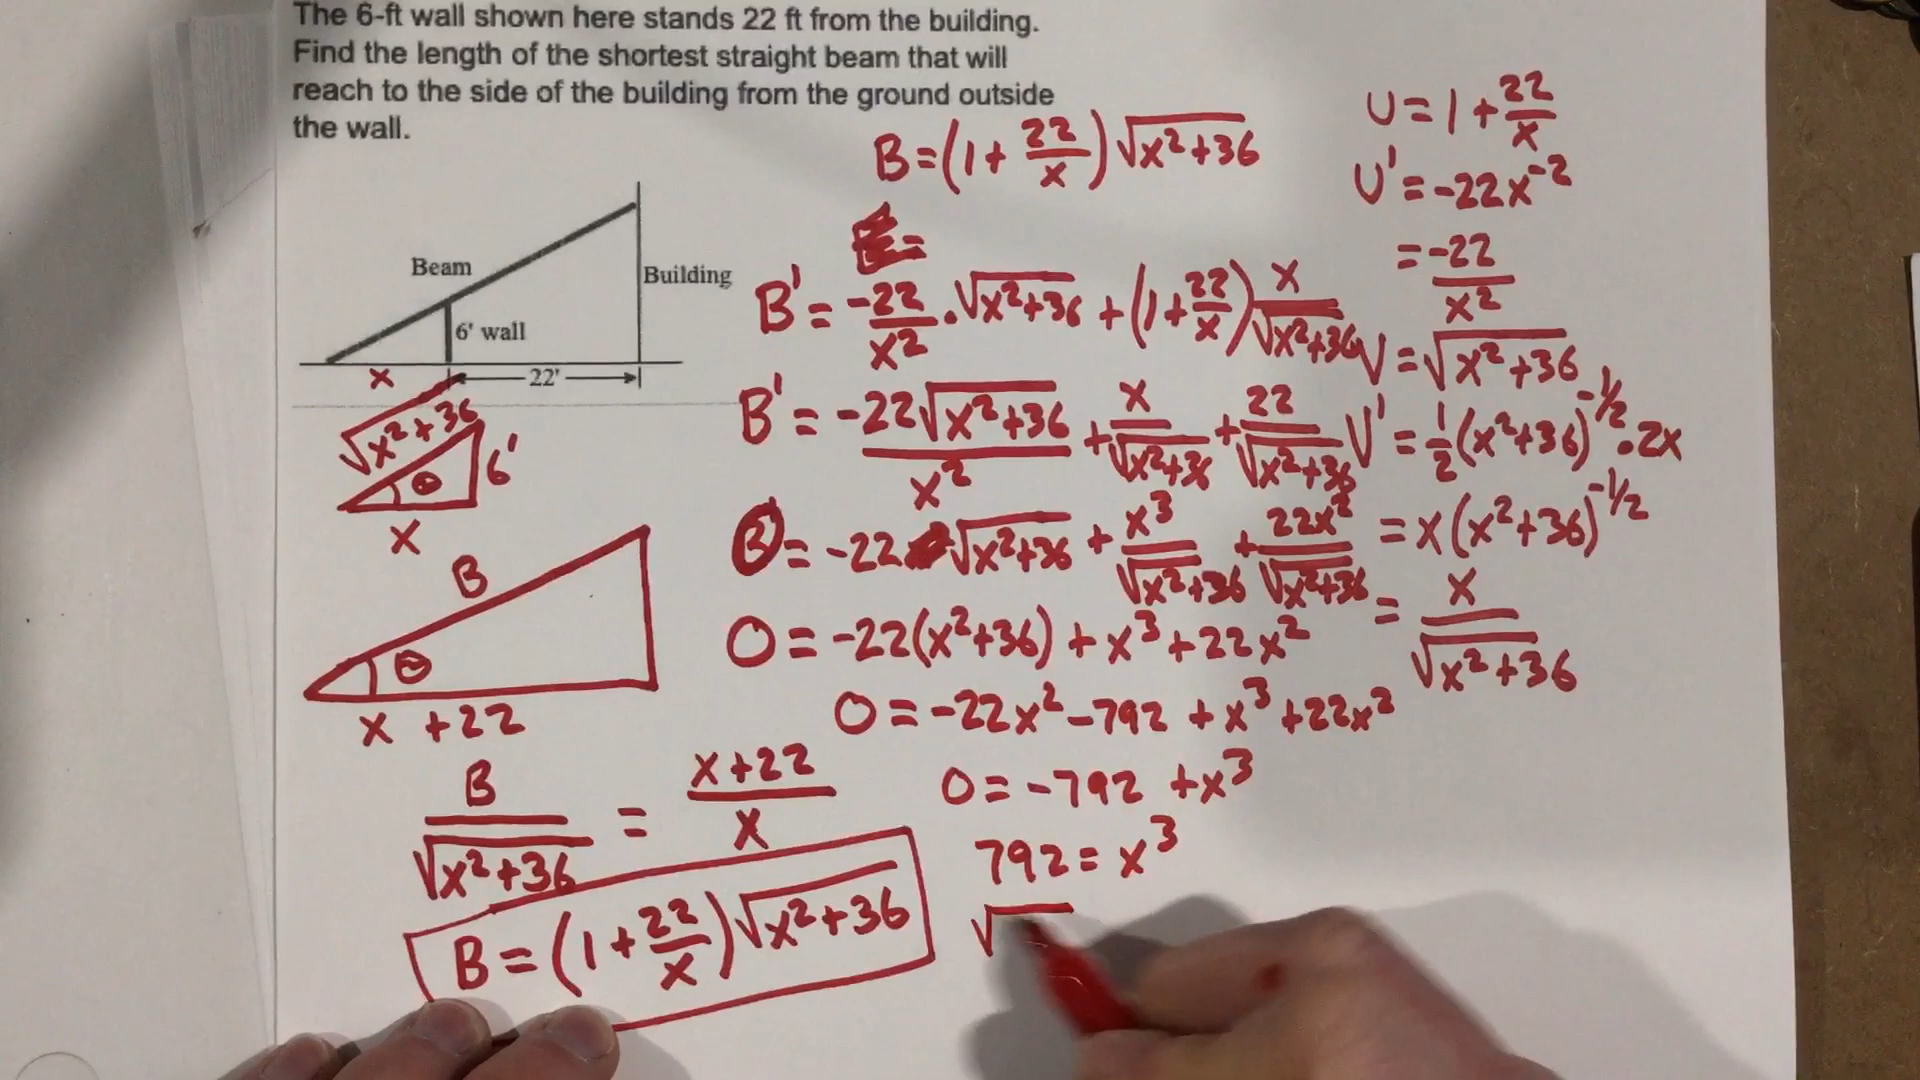 The 6-ft wall shown here stands 22 ft from the building.
Find the length of the shortest straight beam that will
reach to the side of the building from the ground outside
the wall.
Beam
Building
6' wall
22'
x
√(x²+36)
6'
θ
x
B
θ
x +22
B/√(x²+36) = (x+22)/x
B=(1+22/x)√(x²+36)
B=(1+22/x)√(x²+36)
B'=-22/x²·√(x²+36)+(1+22/x)x/√(x²+36)
B'=-22√(x²+36)/x²+x/√(x²+36)+22/√(x²+36)
0=-22√(x²+36)+x³/√(x²+36)+22x²/√(x²+36)
0=-22(x²+36)+x³+22x²
0=-22x²-792+x³+22x²
0=-792+x³
792=x³
√
U=1+22/x
U'=-22x⁻²
=-22/x²
V=√(x²+36)
V'=1/2(x²+36)^-1/2·2x
=x(x²+36)^-1/2
=x/√(x²+36)